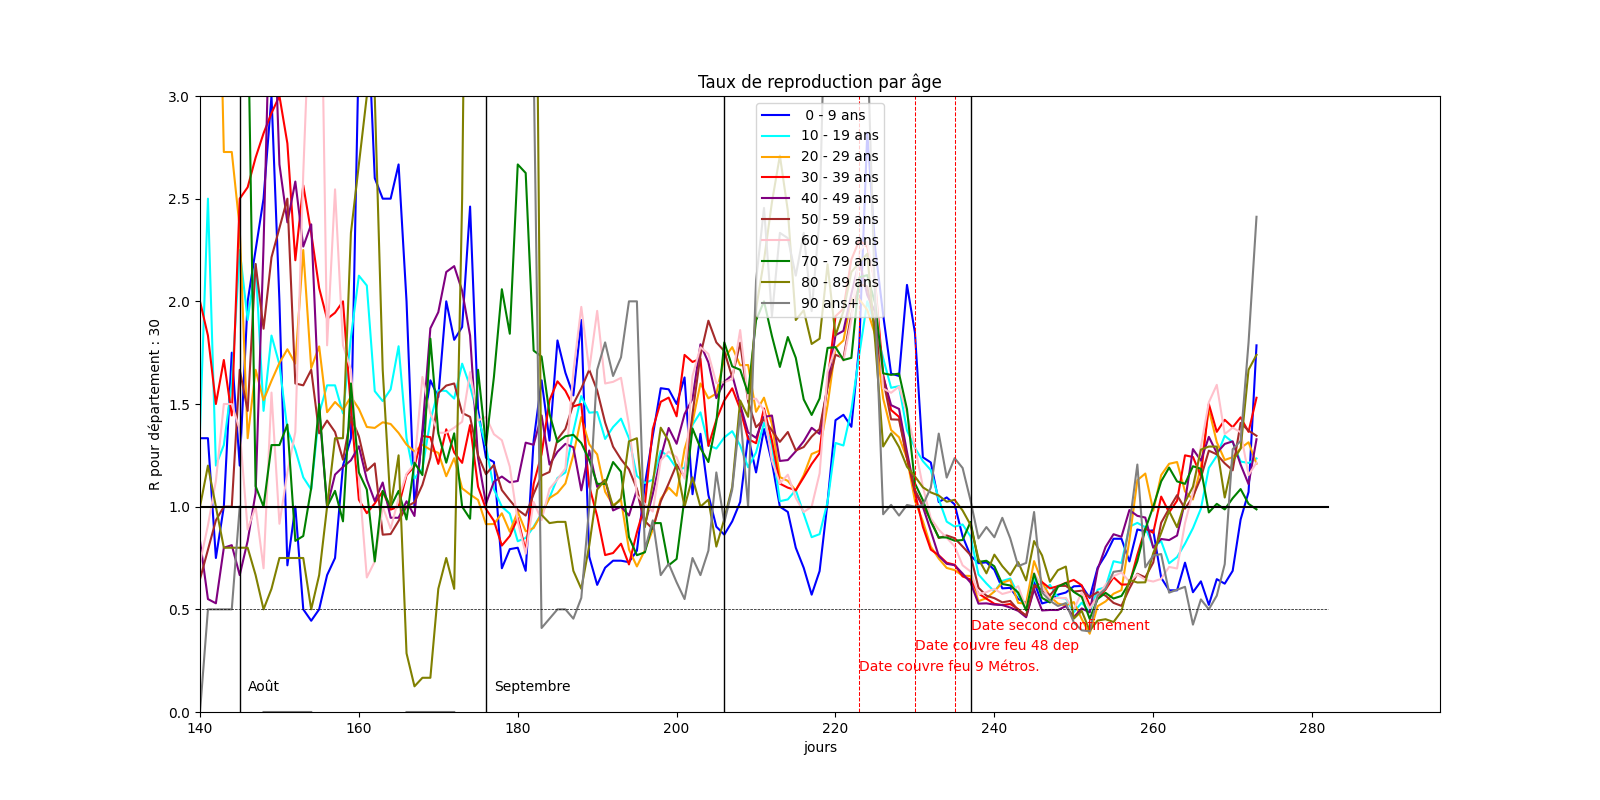 Taux de reproduction par âge
3.0
2.5
2.0
1.5
1.0
0.5
0.0
R pour département : 30
0 - 9 ans
10 - 19 ans
20 - 29 ans
30 - 39 ans
40 - 49 ans
50 - 59 ans
60 - 69 ans
70 - 79 ans
80 - 89 ans
90 ans+
Date second confinement
Date couvre feu 48 dep
Date couvre feu 9 Métros.
Août
Septembre
140 160 180 200 220 240 260 280
jours